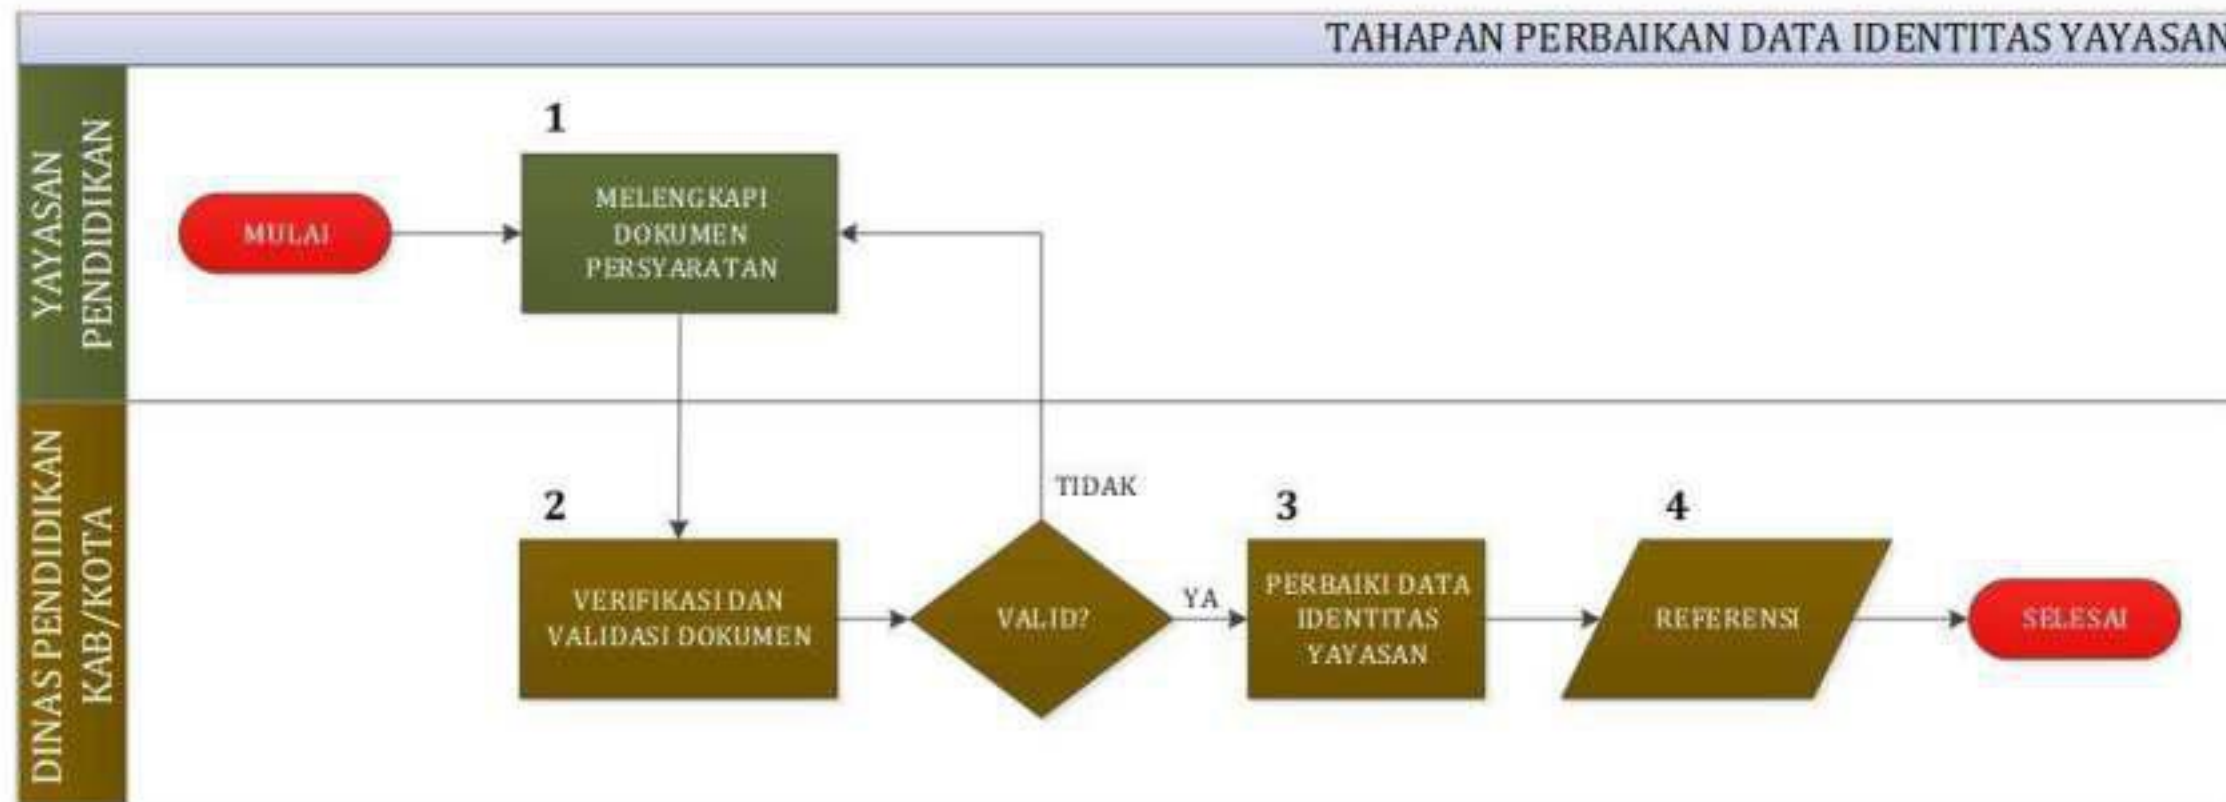 TAHAPAN PERBAIKAN DATA IDENTITAS YAYASAN
YAYASAN
PENDIDIKAN
MULAI
1
MELENGKAPI
DOKUMEN
PERSYARATAN
DINAS PENDIDIKAN
KAB/KOTA
2
VERIFIKASI DAN
VALIDASI DOKUMEN
VALID?
TIDAK
YA
3
PERBAIKI DATA
IDENTITAS
YAYASAN
4
REFERENSI
SELESAI